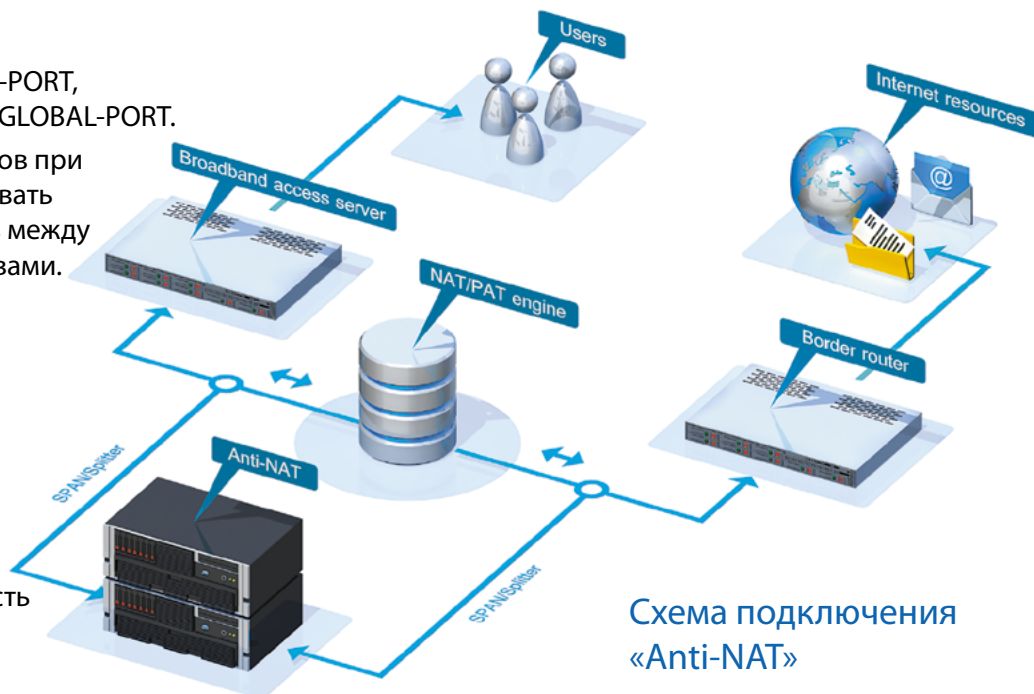 -PORT,
GLOBAL-PORT.
ов при
вать
ь между
вами.
сть
Users
Internet resources
@
Broadband access server
NAT/PAT engine
Border router
Anti-NAT
SPAN/Splitter
SPAN/Splitter
Схема подключения
«Anti-NAT»